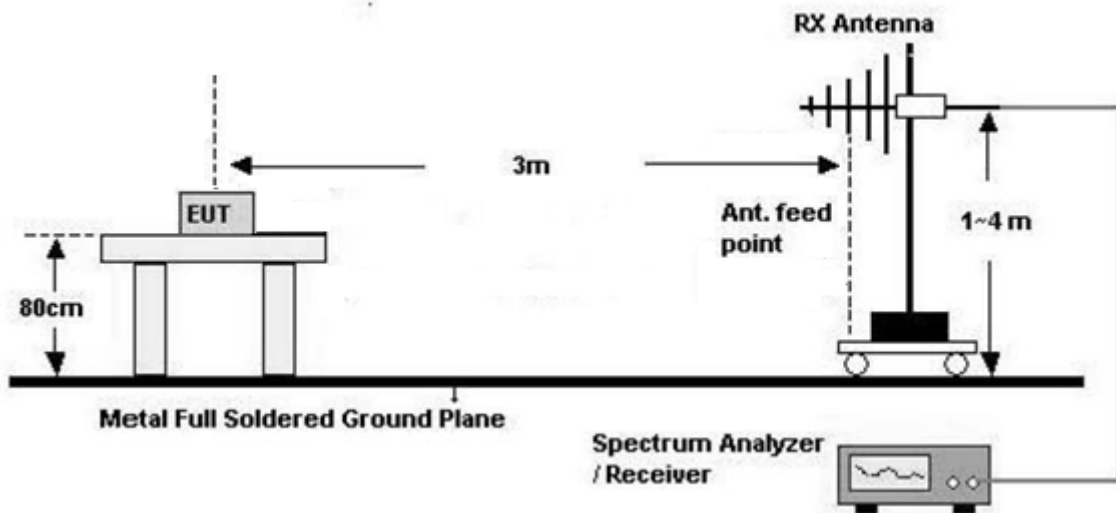 RX Antenna
3m
EUT
Ant. feed
point
1~4 m
80cm
Metal Full Soldered Ground Plane
Spectrum Analyzer
/ Receiver